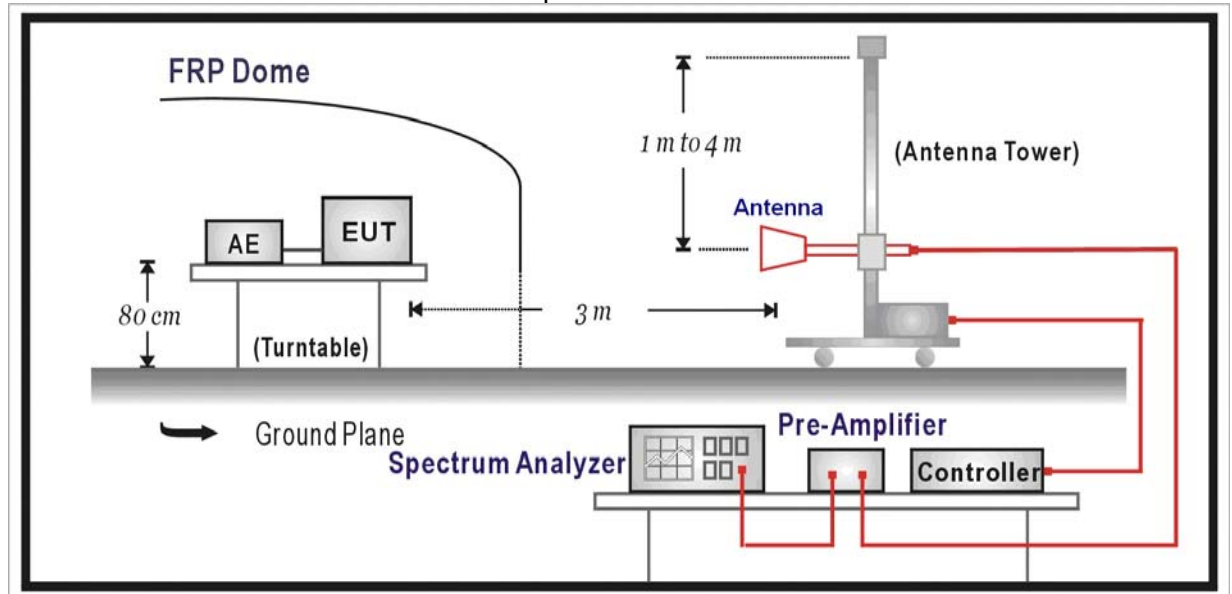 FRP Dome
1 m to 4 m
(Antenna Tower)
Antenna
AE
EUT
80 cm
3 m
(Turntable)
Ground Plane
Pre-Amplifier
Spectrum Analyzer
Controller